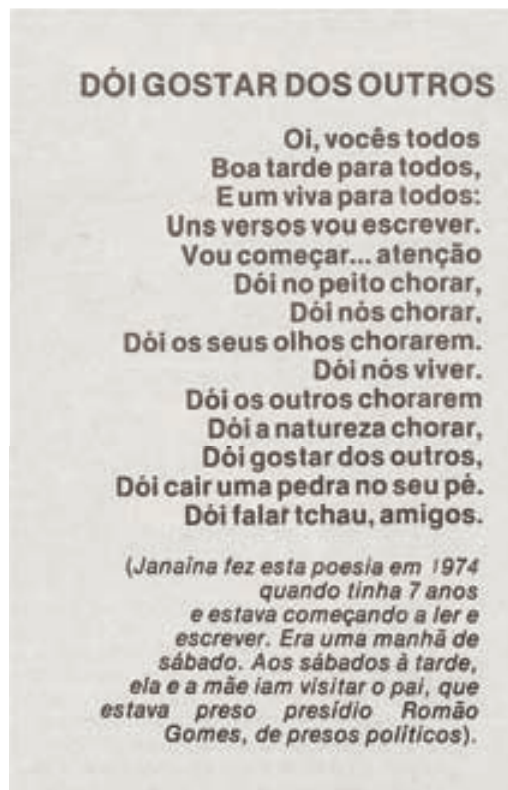 DÓI GOSTAR DOS OUTROS
Oi, vocês todos
Boa tarde para todos,
E um viva para todos:
Uns versos vou escrever.
Vou começar... atenção
Dói no peito chorar,
Dói nós chorar,
Dói os seus olhos chorarem.
Dói nós viver.
Dói os outros chorarem
Dói a natureza chorar,
Dói gostar dos outros,
Dói cair uma pedra no seu pé.
Dói falar tchau, amigos.
(Janaína fez esta poesia em 1974
quando tinha 7 anos
e estava começando a ler e
escrever. Era uma manhã de
sábado. Aos sábados à tarde,
ela e a mãe iam visitar o pai, que
estava preso presídio Romão
Gomes, de presos políticos).